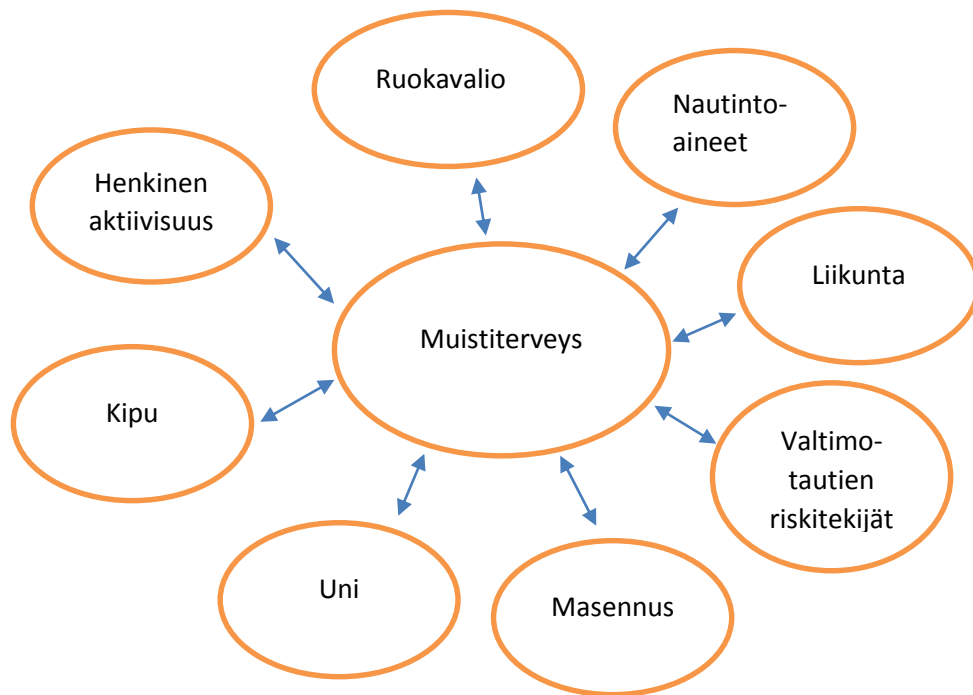 Ruokavalio
Nautinto-
aineet
Henkinen
aktiivisuus
Liikunta
Muistiterveys
Kipu
Valtimo-
tautien
riskitekijät
Uni
Masennus